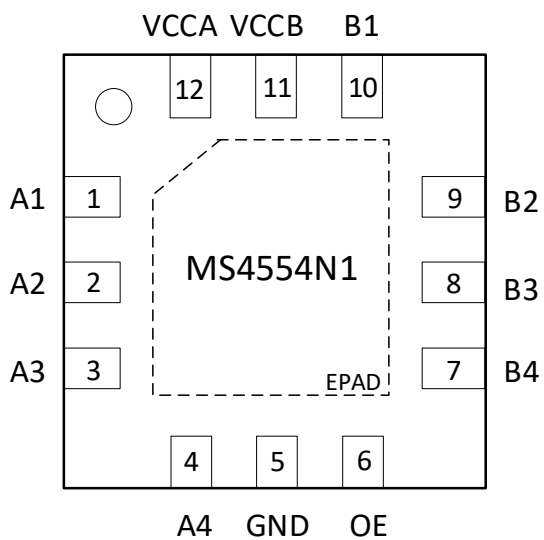 VCCA VCCB B1
12 11 10
A1 1 9 B2
A2 2 MS4554N1 8 B3
A3 3 7 B4
EPAD
4 5 6
A4 GND OE